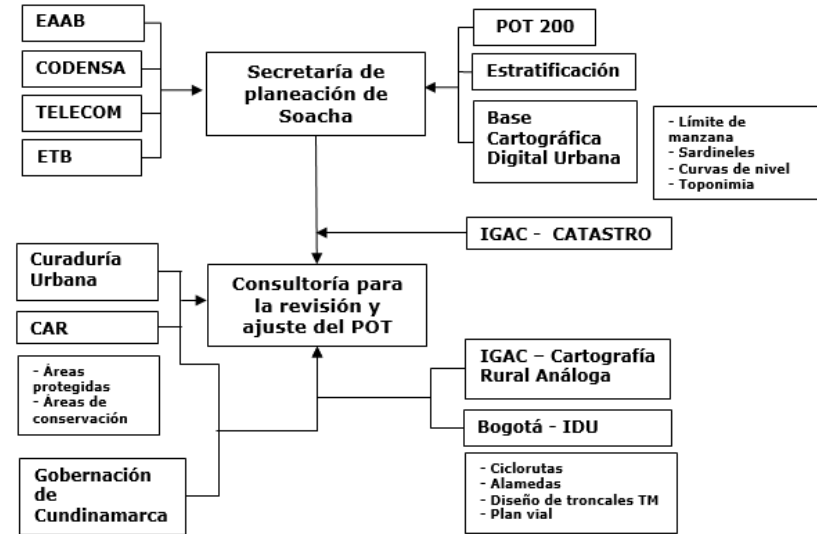 EAAB
CODENSA
TELECOM
ETB
Secretaría de
planeación de
Soacha
POT 200
Estratificación
Base
Cartográfica
Digital Urbana
- Límite de
manzana
- Sardineles
- Curvas de nivel
- Toponimia
IGAC - CATASTRO
Curaduría
Urbana
CAR
- Áreas
protegidas
- Áreas de
conservación
Gobernación
de
Cundinamarca
Consultoría para
la revisión y
ajuste del POT
IGAC – Cartografía
Rural Análoga
Bogotá - IDU
- Ciclorutas
- Alamedas
- Diseño de troncales TM
- Plan vial